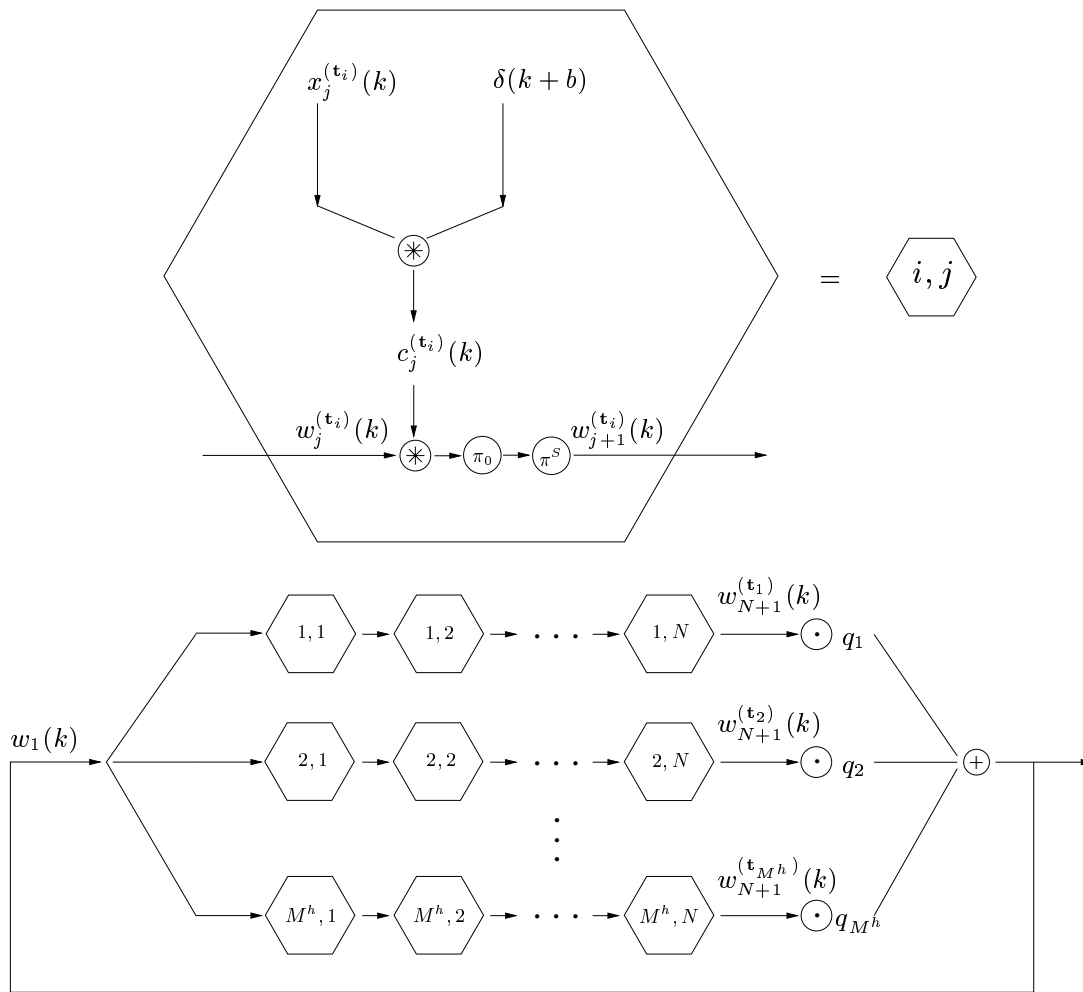 x_j^{(t_i)}(k) δ(k + b)
∗
= i, j
c_j^{(t_i)}(k)
w_j^{(t_i)}(k) w_{j+1}^{(t_i)}(k)
∗ π_0 π^S
w_{N+1}^{(t_1)}(k)
1, 1 1, 2 · · · 1, N · q_1
w_{N+1}^{(t_2)}(k)
w_1(k)
2, 1 2, 2 · · · 2, N · q_2 +
⋮
w_{N+1}^{(t_{M^h})}(k)
M^h, 1 M^h, 2 · · · M^h, N · q_{M^h}